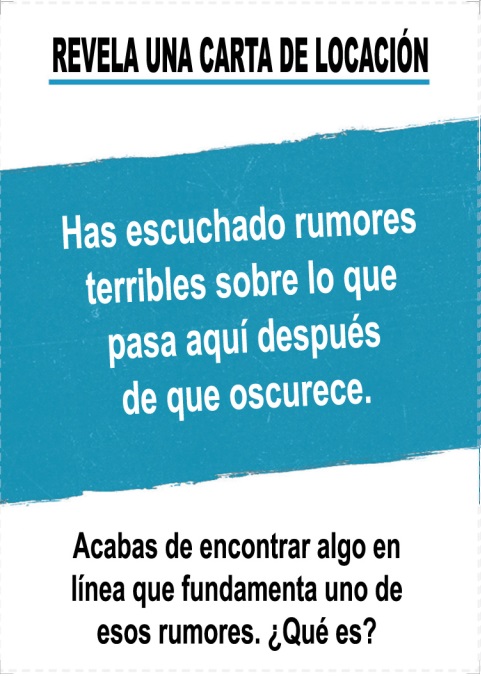 REVELA UNA CARTA DE LOCACIÓN
Has escuchado rumores
terribles sobre lo que
pasa aquí después
de que oscurece.
Acabas de encontrar algo en
línea que fundamenta uno de
esos rumores. ¿Qué es?